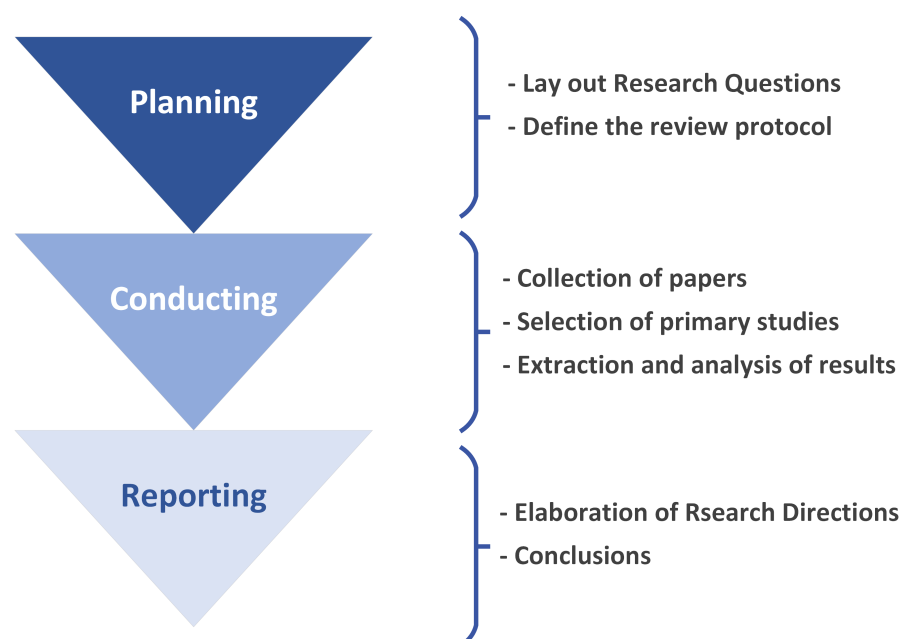 Planning
- Lay out Research Questions
- Define the review protocol
Conducting
- Collection of papers
- Selection of primary studies
- Extraction and analysis of results
Reporting
- Elaboration of Rsearch Directions
- Conclusions